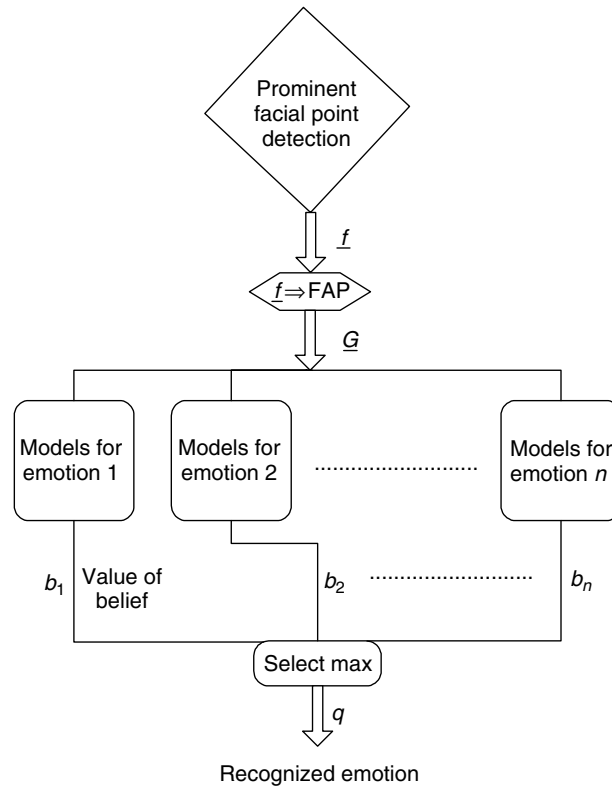 Prominent
facial point
detection
f
f⇒FAP
G
Models for
emotion 1
Models for
emotion 2
..............................
Models for
emotion n
b1
Value of
belief
b2
..............................
bn
Select max
q
Recognized emotion